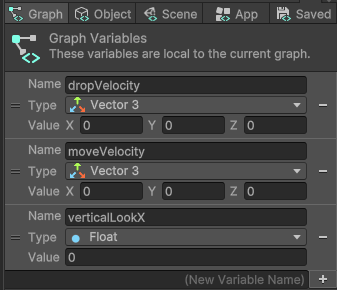 Graph Object Scene App Saved
Graph Variables
These variables are local to the current graph.
Name dropVelocity
Type Vector 3
Value X 0 Y 0 Z 0
Name moveVelocity
Type Vector 3
Value X 0 Y 0 Z 0
Name verticalLookX
Type Float
Value 0
(New Variable Name) +